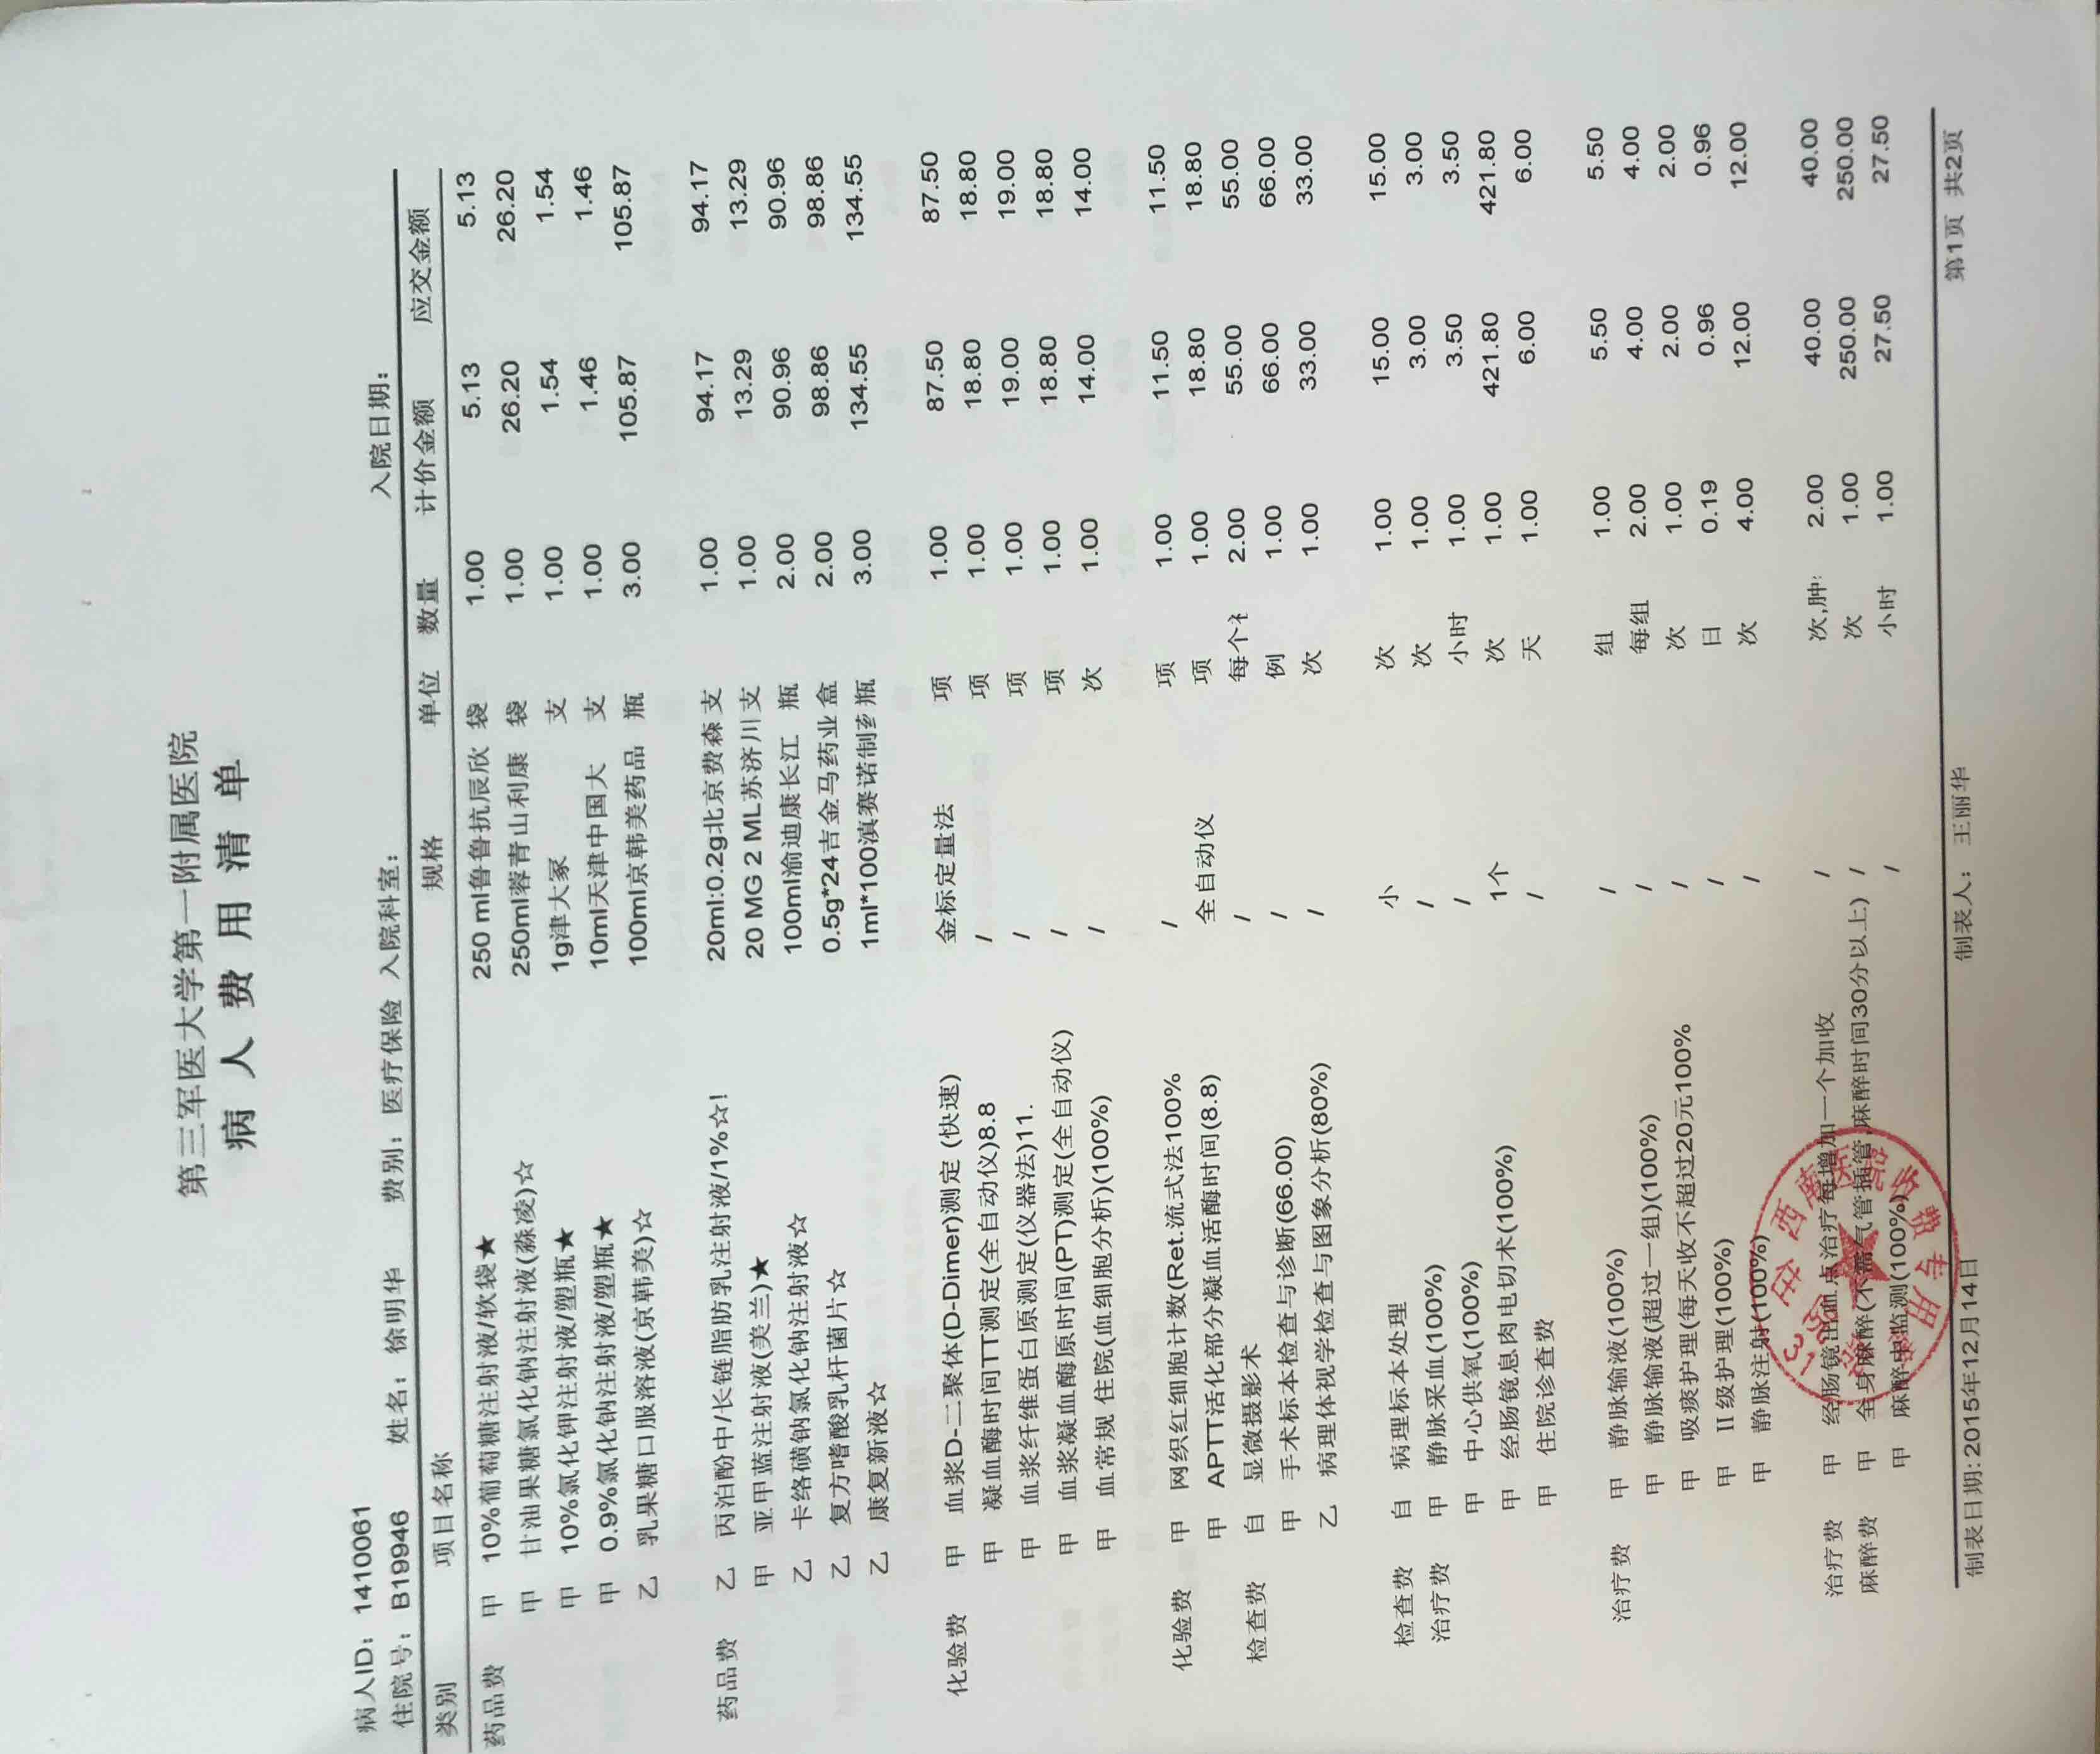 第三军医大学第一附属医院
病人费用清单
病人ID: 1410061
住院号: B19946 姓名: 徐明华 费别: 医疗保险 入院科室: 入院日期:
类别 项目名称 规格 单位 数量 计价金额 应交金额
药品费 甲 10%葡萄糖注射液/软袋★ 250 ml鲁鲁抗辰欣 袋 1.00 5.13 5.13
甲 甘油果糖氯化钠注射液(淼凌)☆ 250ml蓉青山利康 袋 1.00 26.20 26.20
甲 10%氯化钾注射液/塑瓶★ 1g津大冢 支 1.00 1.54 1.54
甲 0.9%氯化钠注射液/塑瓶★ 10ml天津中国大 支 1.00 1.46 1.46
乙 乳果糖口服溶液(京韩美)☆ 100ml京韩美药品 瓶 3.00 105.87 105.87
药品费 乙 丙泊酚中/长链脂肪乳注射液/1%☆! 20ml:0.2g北京费森 支 1.00 94.17 94.17
甲 亚甲蓝注射液(美兰)★ 20 MG 2 ML苏济川 支 1.00 13.29 13.29
乙 卡络磺钠氯化钠注射液☆ 100ml渝迪康长江 瓶 2.00 90.96 90.96
乙 复方嗜酸乳杆菌片☆ 0.5g*24吉金马药业 盒 2.00 98.86 98.86
乙 康复新液☆ 1ml*100滇赛诺制 瓶 3.00 134.55 134.55
化验费 甲 血浆D-二聚体(D-Dimer)测定 (快速) 金标定量法 项 1.00 87.50 87.50
甲 凝血酶时间TT测定(全自动仪)8.8 / 项 1.00 18.80 18.80
甲 血浆纤维蛋白原测定(仪器法)11. / 项 1.00 19.00 19.00
甲 血浆凝血酶原时间(PT)测定(全自动仪) / 项 1.00 18.80 18.80
甲 血常规 住院(血细胞分析)(100%) / 次 1.00 14.00 14.00
化验费 甲 网织红细胞计数(Ret.流式法100% / 项 1.00 11.50 11.50
甲 APTT活化部分凝血活酶时间(8.8) 全自动仪 项 1.00 18.80 18.80
检查费 自 显微摄影术 / 每个 2.00 55.00 55.00
甲 手术标本检查与诊断(66.00) / 例 1.00 66.00 66.00
乙 病理体视学检查与图象分析(80%) / 次 1.00 33.00 33.00
检查费 自 病理标本处理 小 次 1.00 15.00 15.00
治疗费 甲 静脉采血(100%) / 次 1.00 3.00 3.00
甲 中心供氧(100%) / 小时 1.00 3.50 3.50
甲 经肠镜息肉电切术(100%) 1个 次 1.00 421.80 421.80
甲 住院诊查费 / 天 1.00 6.00 6.00
治疗费 甲 静脉输液(100%) / 组 1.00 5.50 5.50
甲 静脉输液(超过一组)(100%) / 每组 2.00 4.00 4.00
甲 吸痰护理(每天收不超过20元100% / 次 1.00 2.00 2.00
甲 II级护理(100%) / 日 0.19 0.96 0.96
甲 静脉注射(100%) / 次 4.00 12.00 12.00
治疗费 甲 经肠镜出血点治疗每增加一个加收 / 次,肿 2.00 40.00 40.00
麻醉费 甲 全身麻醉(不需气管插管,麻醉时间30分以上) / 次 1.00 250.00 250.00
甲 麻醉中监测(100%) / 小时 1.00 27.50 27.50
西南医院收费专用章
住院
31
制表日期:2015年12月14日 制表人: 王丽华 第1页 共2页